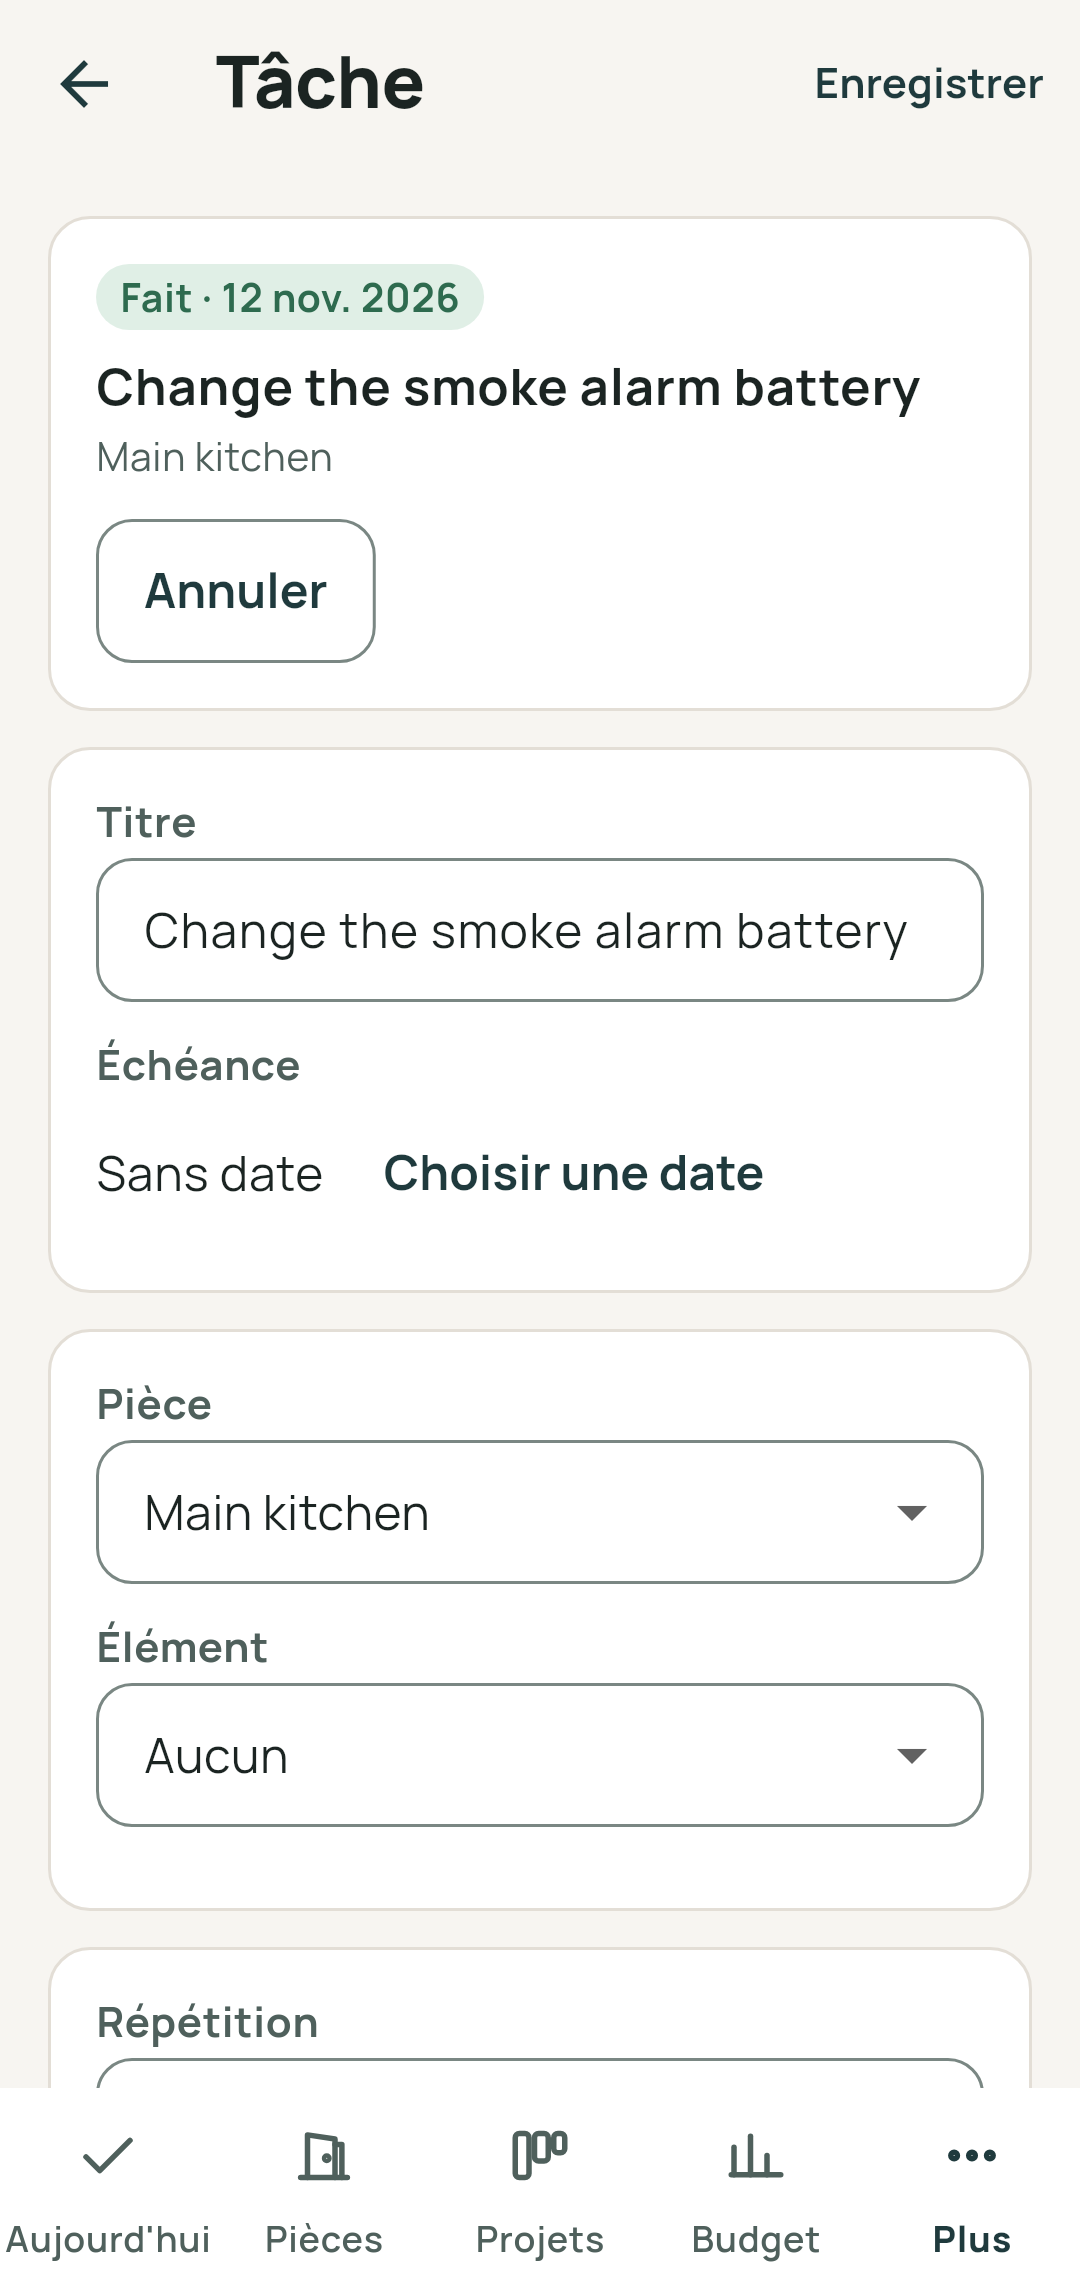 Tâche
Enregistrer
Fait · 12 nov. 2026
Change the smoke alarm battery
Main kitchen
Annuler
Titre
Change the smoke alarm battery
Échéance
Sans date
Choisir une date
Pièce
Main kitchen
Élément
Aucun
Répétition
Aujourd'hui
Pièces
Projets
Budget
Plus